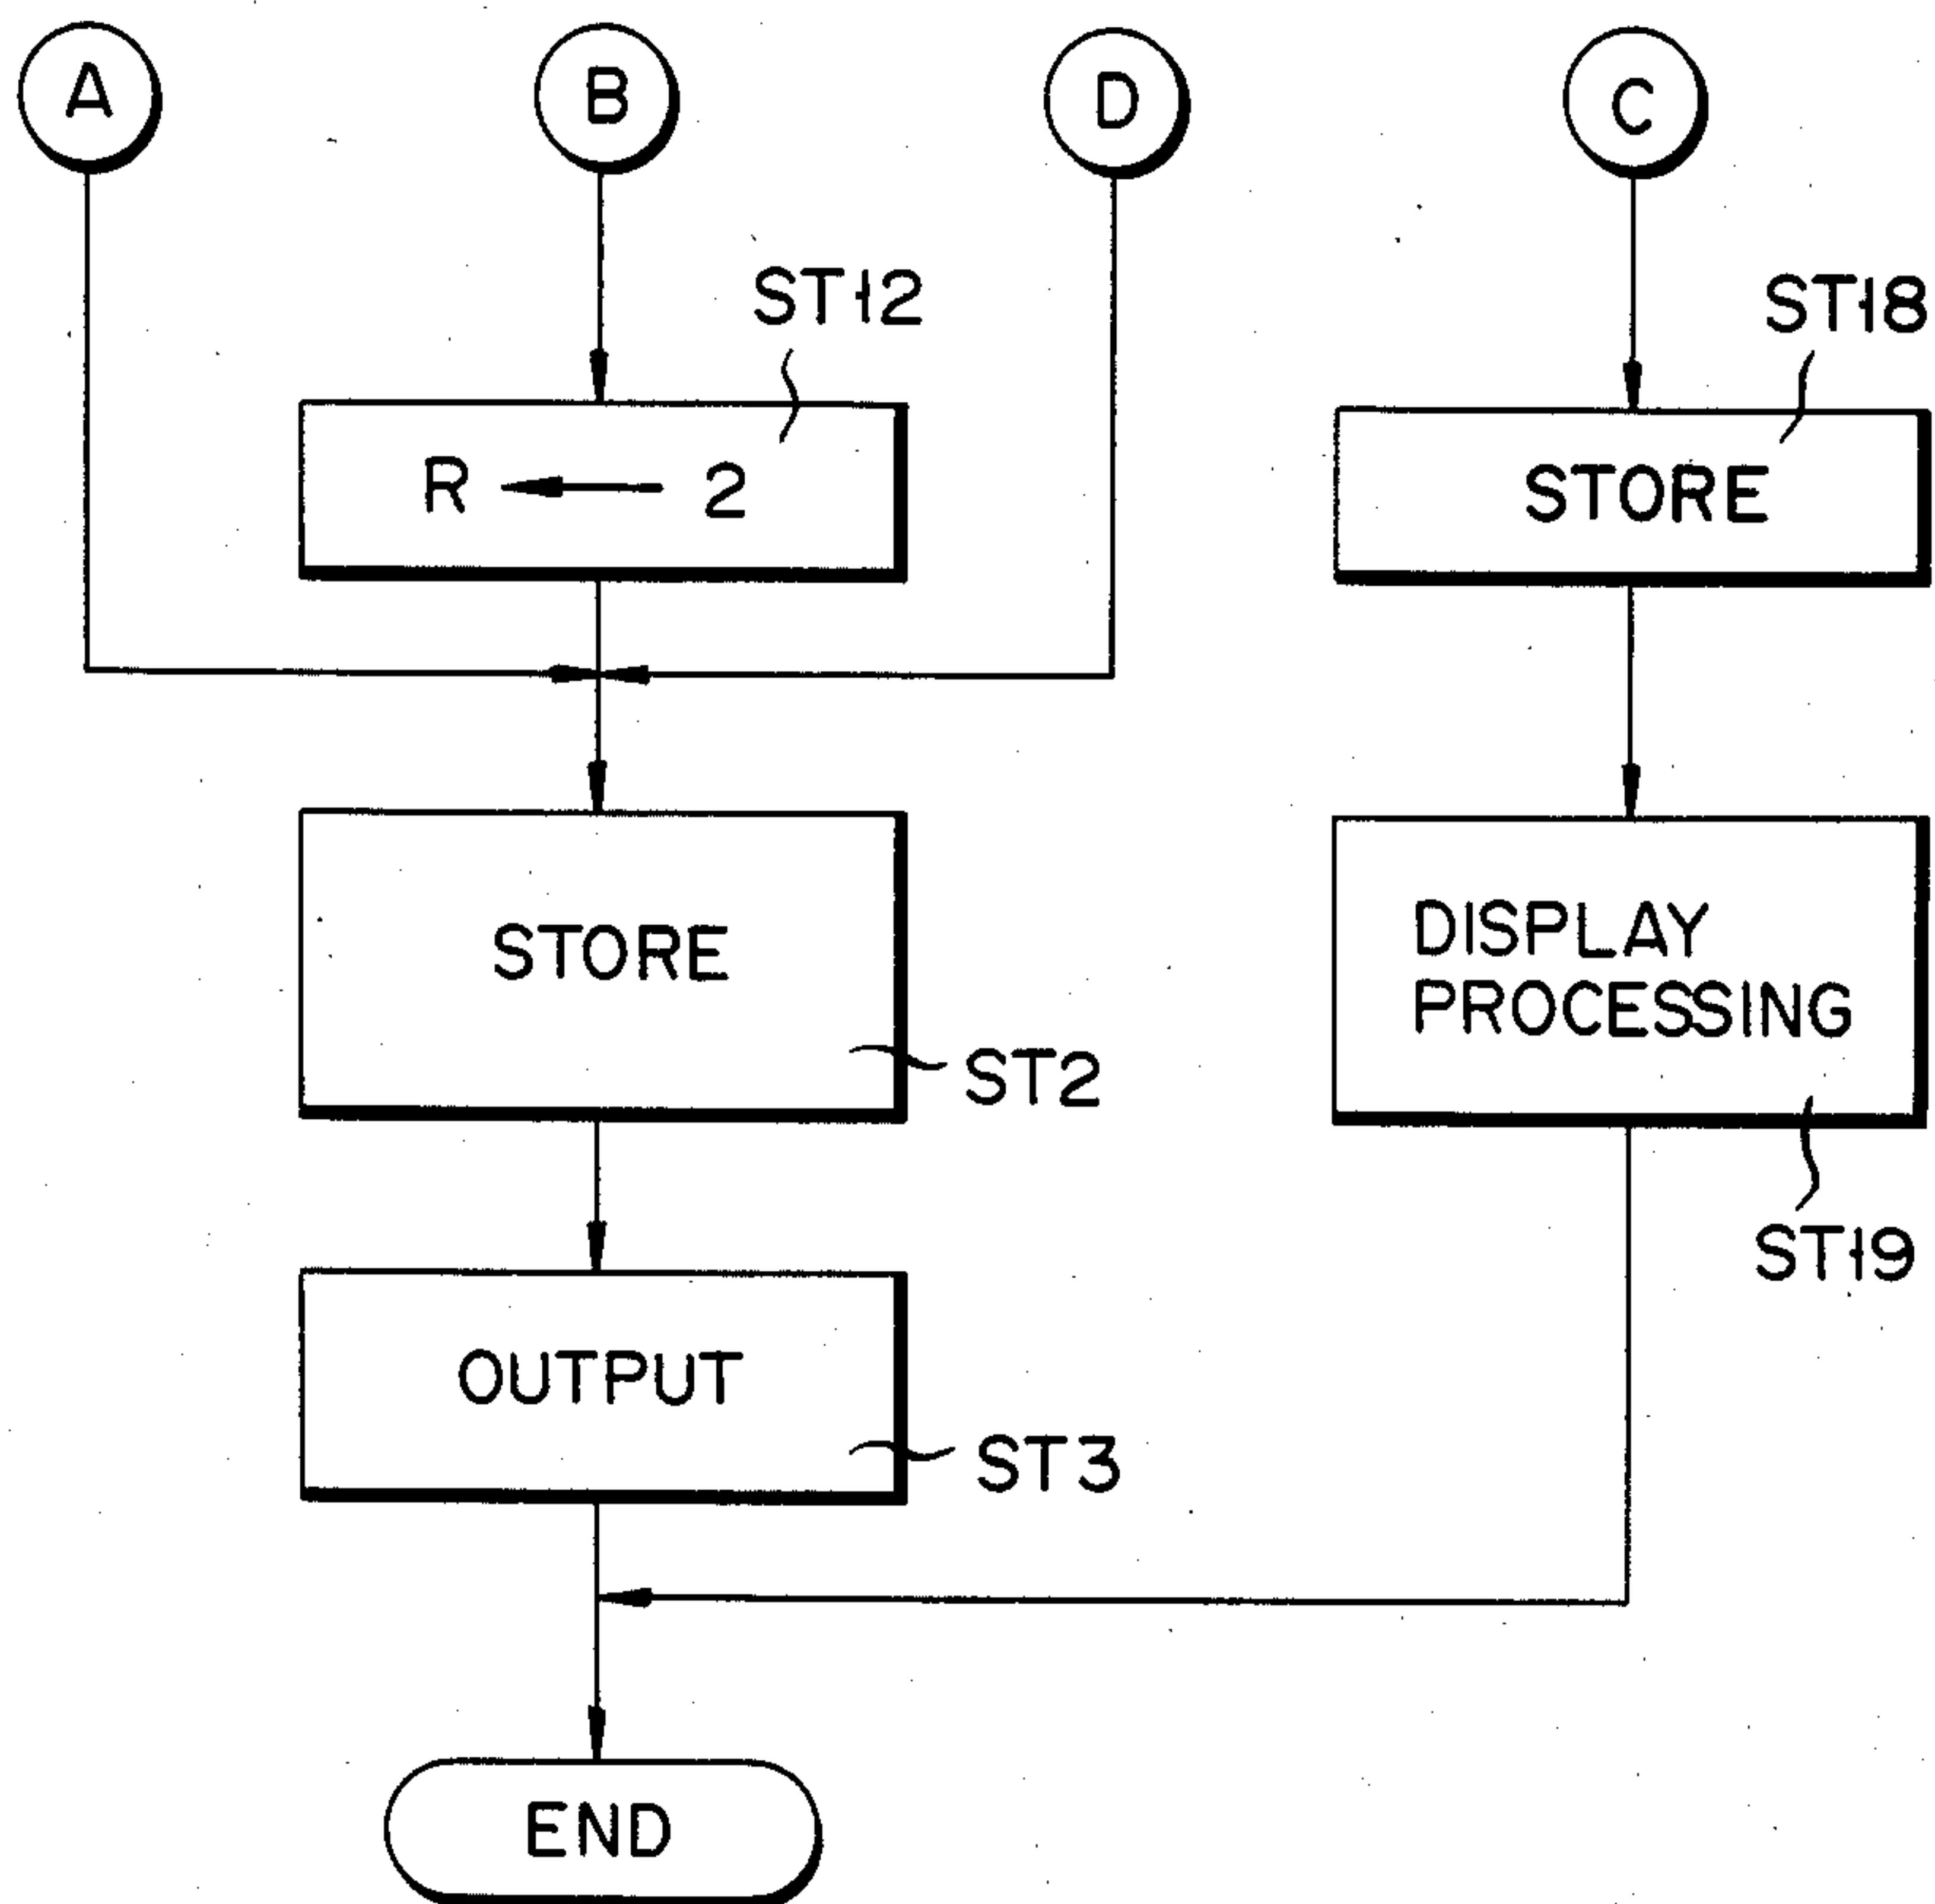 A
B
D
C
ST12
ST18
R ← 2
STORE
STORE
DISPLAY
PROCESSING
ST2
ST19
OUTPUT
ST3
END